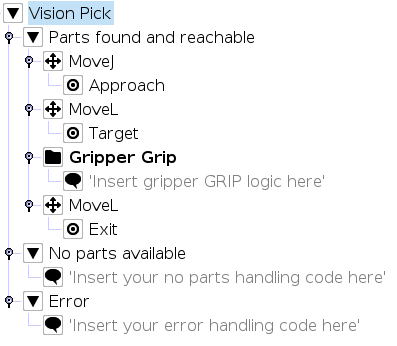 Vision Pick
Parts found and reachable
MoveJ
Approach
MoveL
Target
Gripper Grip
'Insert gripper GRIP logic here'
MoveL
Exit
No parts available
'Insert your no parts handling code here'
Error
'Insert your error handling code here'